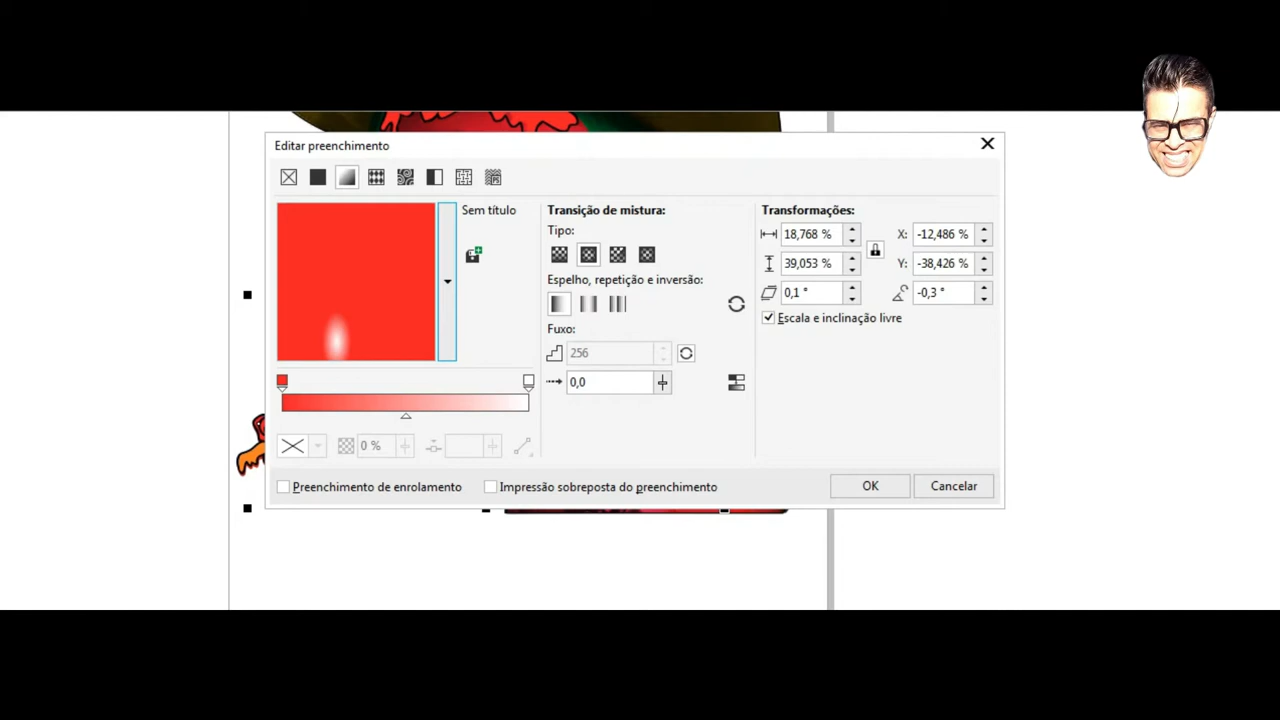 Editar preenchimento
Sem título
Transição de mistura:
Tipo:
Espelho, repetição e inversão:
Fuxo:
256
0,0
Transformações:
18,768 %
X:
-12,486 %
39,053 %
Y:
-38,426 %
0,1 °
-0,3 °
Escala e inclinação livre
0 %
Preenchimento de enrolamento
Impressão sobreposta do preenchimento
OK
Cancelar